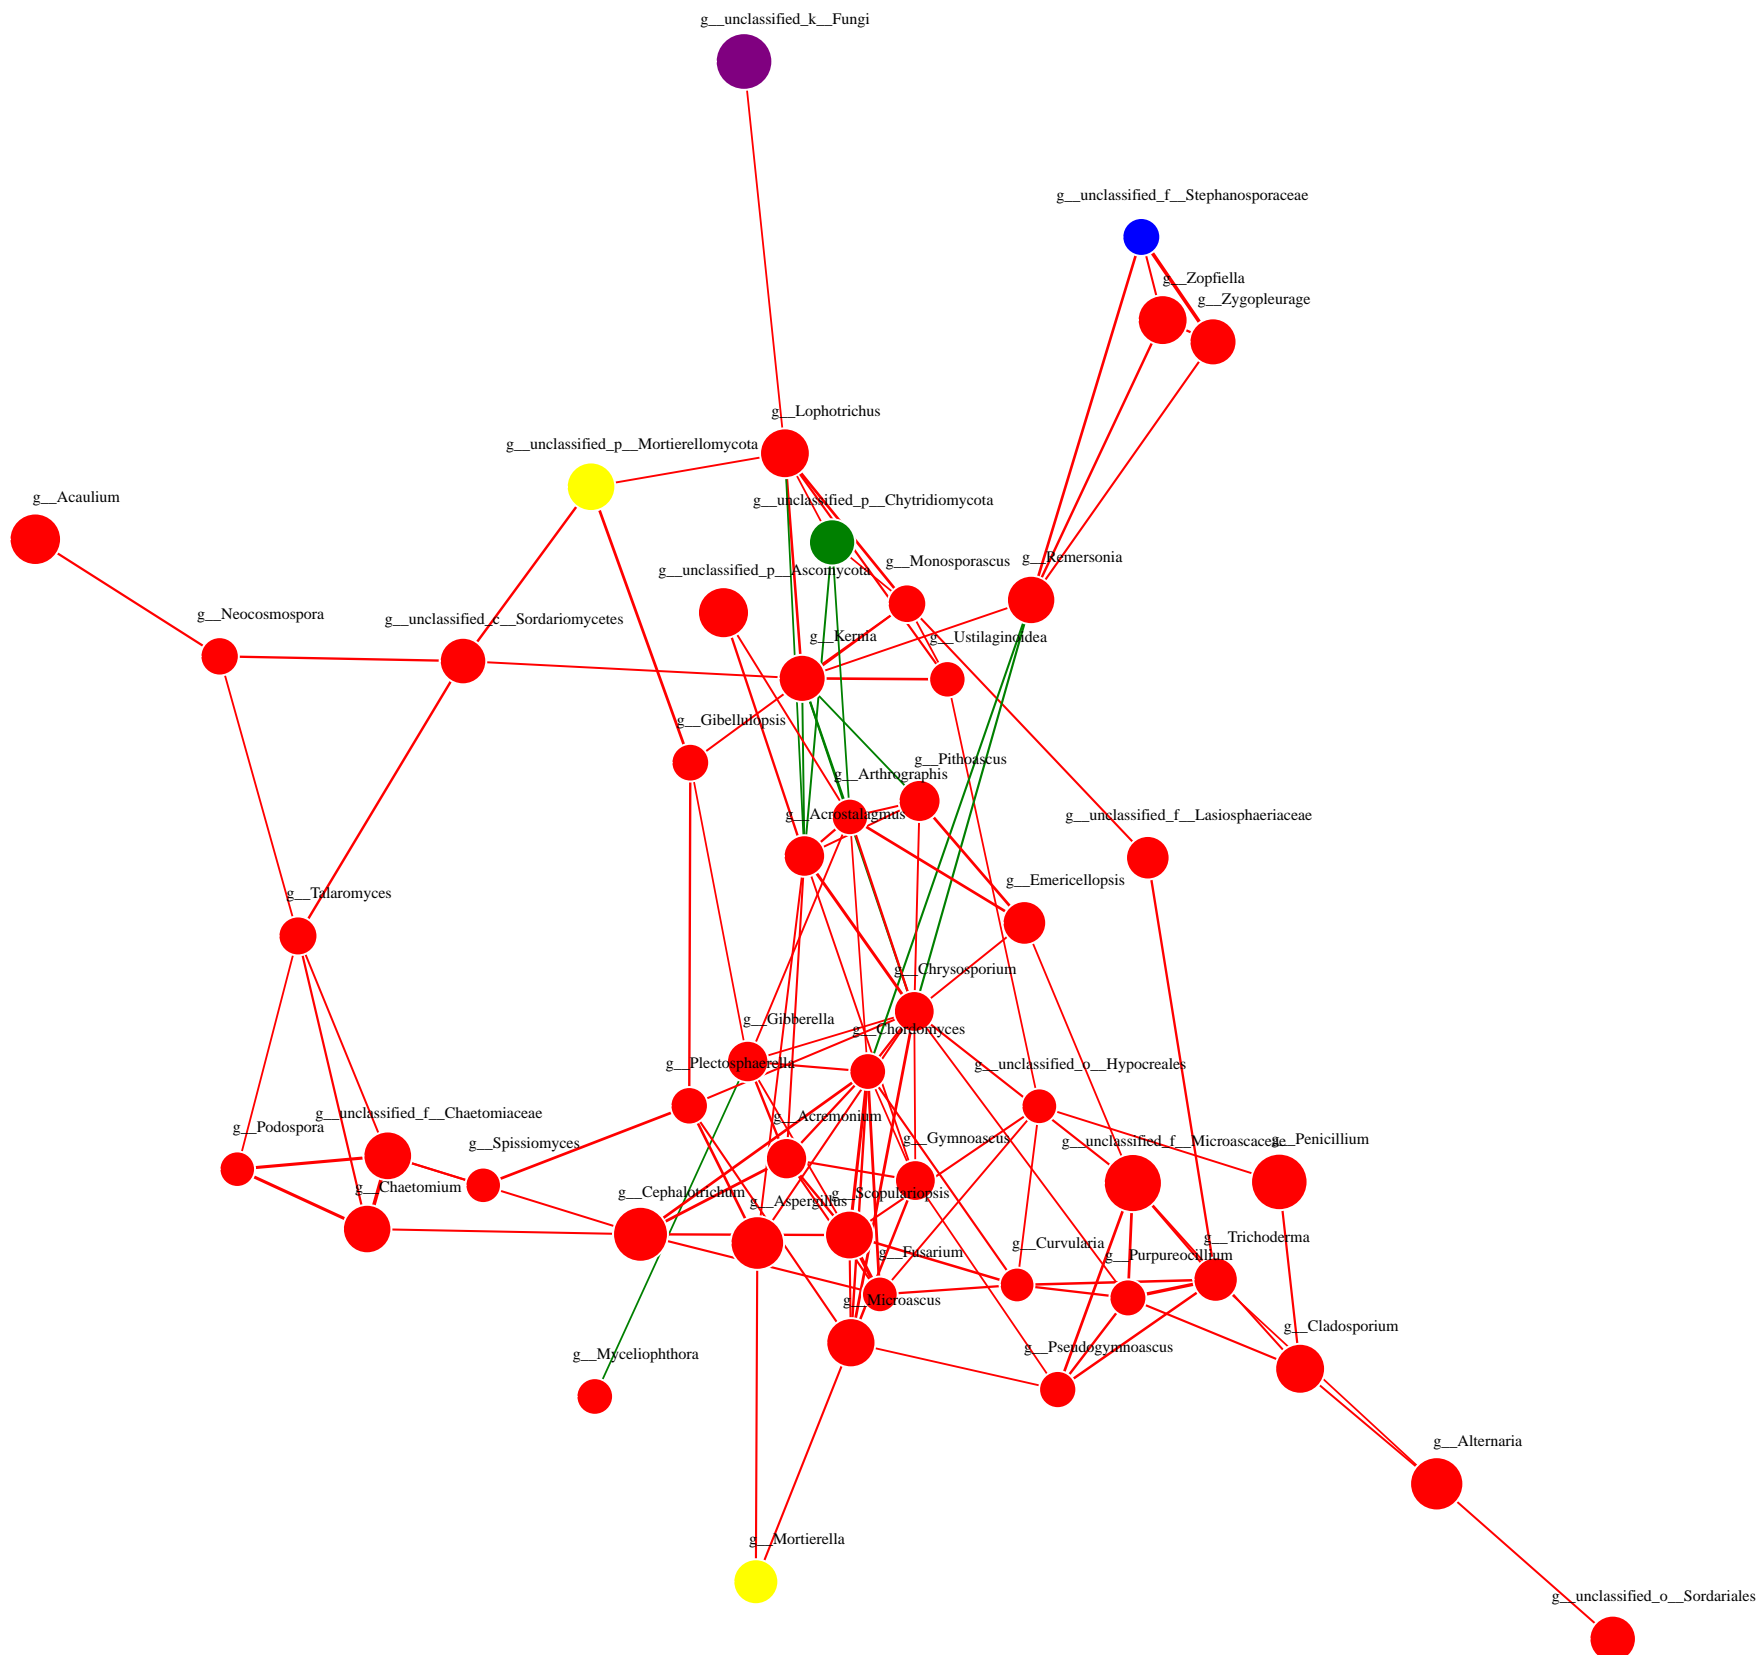 g__unclassified_k__Fungi
g__unclassified_f__Stephanosporaceae
g__Zopfiella
g__Zygopleurage
g__Lophotrichus
g__unclassified_p__Mortierellomycota
g__Acaulium
g__unclassified_p__Chytridiomycota
g__Monosporascus
g__Remersonia
g__unclassified_p__Ascomycota
g__Neocosmospora
g__unclassified_c__Sordariomycetes
g__Kernia
g__Ustilaginoidea
g__Gibellulopsis
g__Pithoascus
g__Arthrographis
g__Acrostalagmus
g__unclassified_f__Lasiosphaeriaceae
g__Emericellopsis
g__Talaromyces
g__Chrysosporium
g__Gibberella
g__Chordomyces
g__Plectosphaerella
g__unclassified_o__Hypocreales
g__unclassified_f__Chaetomiaceae
g__Podospora
g__Acremonium
g__Spissiomyces
g__Gymnoascus
g__unclassified_f__Microascaceae
g__Penicillium
g__Chaetomium
g__Cephalotrichum
g__Aspergillus
g__Scopulariopsis
g__Fusarium
g__Curvularia
g__Trichoderma
g__Purpureocillium
g__Microascus
g__Cladosporium
g__Myceliophthora
g__Pseudogymnoascus
g__Alternaria
g__Mortierella
g__unclassified_o__Sordariales